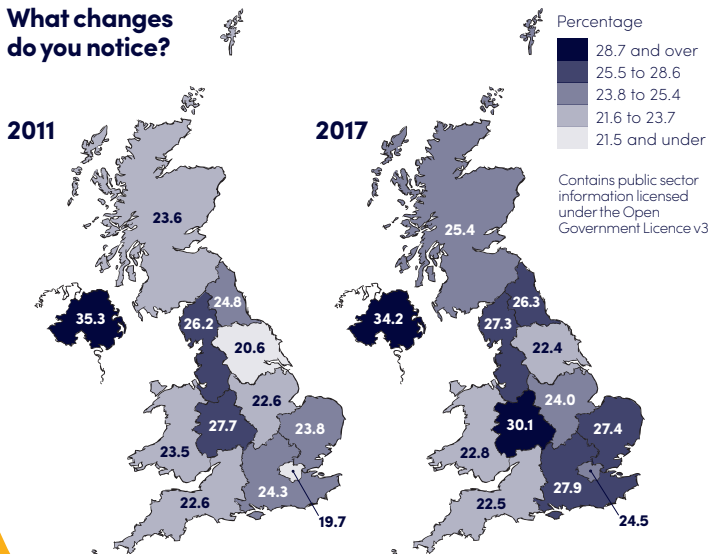 What changes
do you notice?
2011
23.6
35.3
24.8
26.2
20.6
22.6
27.7
23.8
23.5
24.3
22.6
19.7
2017
25.4
34.2
26.3
27.3
22.4
24.0
30.1
27.4
22.8
27.9
22.5
24.5
Percentage
28.7 and over
25.5 to 28.6
23.8 to 25.4
21.6 to 23.7
21.5 and under
Contains public sector
information licensed
under the Open
Government Licence v3